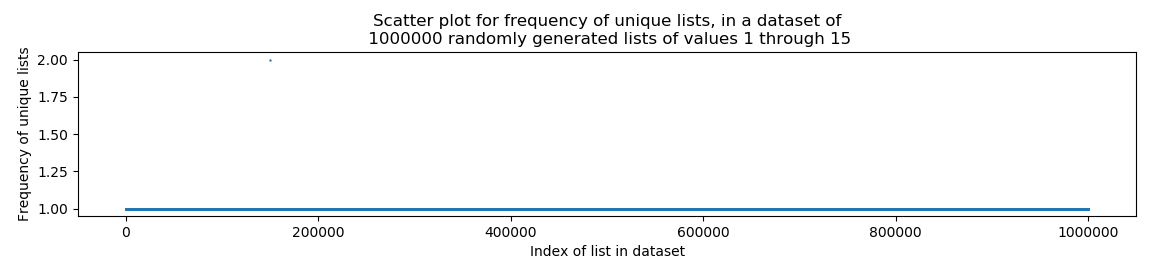 Scatter plot for frequency of unique lists, in a dataset of
1000000 randomly generated lists of values 1 through 15
Frequency of unique lists
2.00
1.75
1.50
1.25
1.00
0 200000 400000 600000 800000 1000000
Index of list in dataset